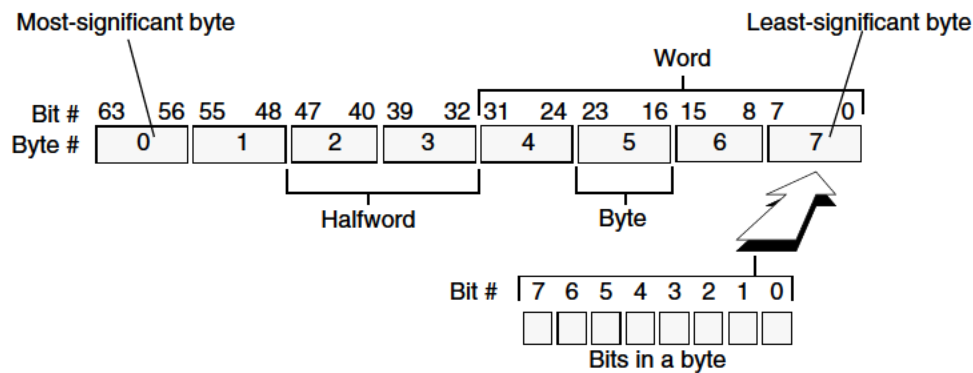 Most-significant byte Least-significant byte
Word
Bit # 63 56 55 48 47 40 39 32 31 24 23 16 15 8 7 0
Byte # 0 1 2 3 4 5 6 7
Halfword Byte
Bit # 7 6 5 4 3 2 1 0
Bits in a byte